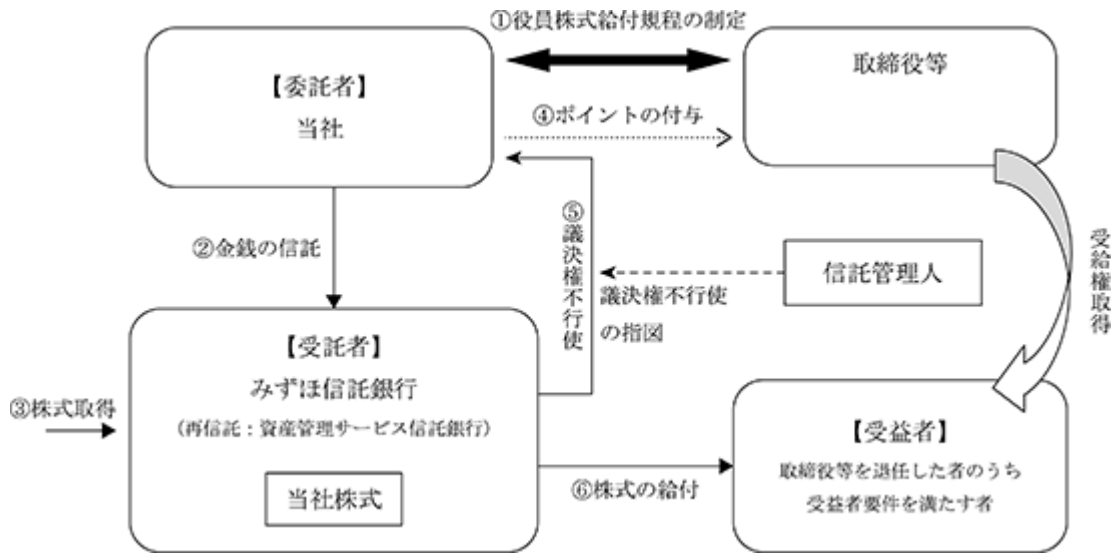 ①役員株式給付規程の制定
【委託者】
当社
取締役等
④ポイントの付与
②金銭の信託
⑤議決権不行使
信託管理人
議決権不行使
の指図
受給権取得
【受託者】
みずほ信託銀行
(再信託：資産管理サービス信託銀行)
③株式取得
当社株式
⑥株式の給付
【受益者】
取締役等を退任した者のうち
受益者要件を満たす者